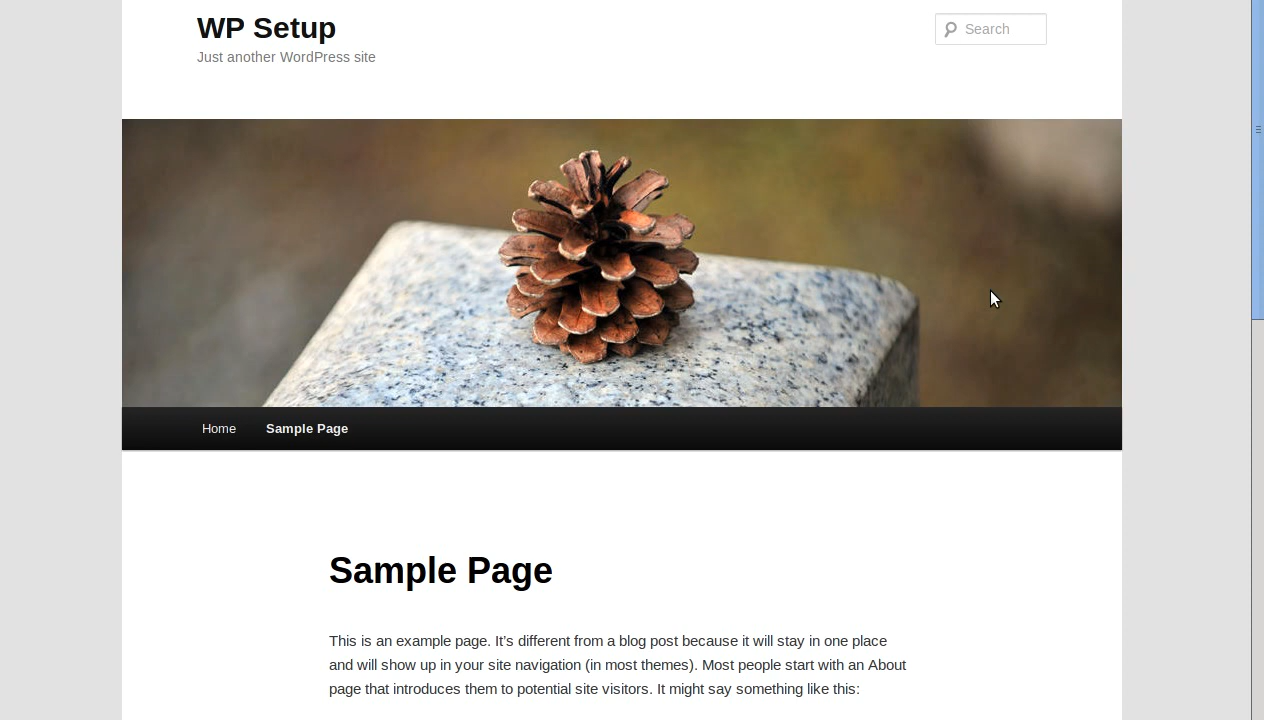 WP Setup
Search
Just another WordPress site
Home Sample Page
Sample Page
This is an example page. It’s different from a blog post because it will stay in one place
and will show up in your site navigation (in most themes). Most people start with an About
page that introduces them to potential site visitors. It might say something like this: